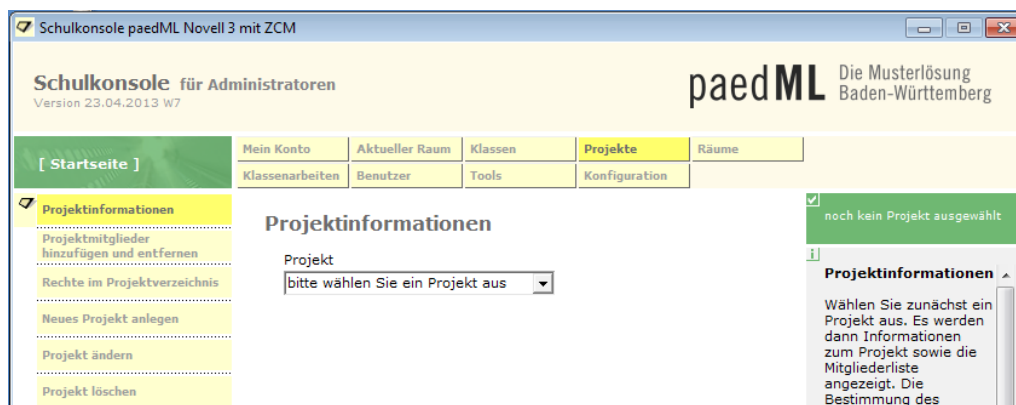 Schulkonsole paedML Novell 3 mit ZCM
Schulkonsole für Administratoren
Version 23.04.2013 W7
paedML Die Musterlösung
Baden-Württemberg
[ Startseite ]
Mein Konto Aktueller Raum Klassen Projekte Räume
Klassenarbeiten Benutzer Tools Konfiguration
Projektinformationen
Projektmitglieder
hinzufügen und entfernen
Rechte im Projektverzeichnis
Neues Projekt anlegen
Projekt ändern
Projekt löschen
Projektinformationen
Projekt
bitte wählen Sie ein Projekt aus
noch kein Projekt ausgewählt
Projektinformationen
Wählen Sie zunächst ein
Projekt aus. Es werden
dann Informationen
zum Projekt sowie die
Mitgliederliste
angezeigt. Die
Bestimmung des